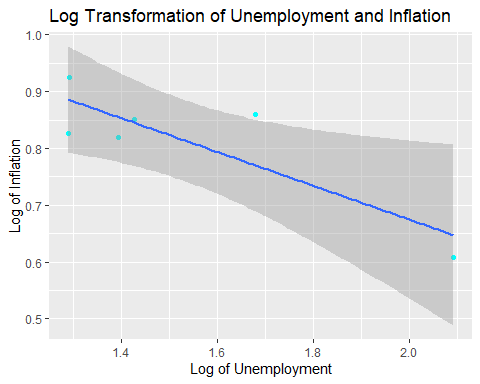 Log Transformation of Unemployment and Inflation
1.0
0.9
0.8
0.7
0.6
0.5
Log of Inflation
1.4 1.6 1.8 2.0
Log of Unemployment